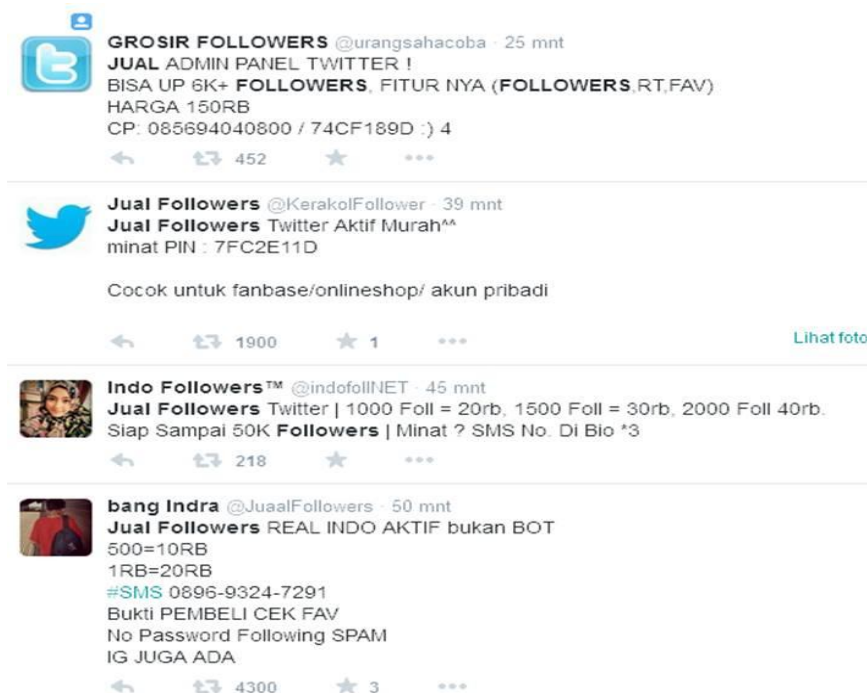 GROSIR FOLLOWERS @urangsahacoba · 25 mnt
JUAL ADMIN PANEL TWITTER !
BISA UP 6K+ FOLLOWERS, FITUR NYA (FOLLOWERS,RT,FAV)
HARGA 150RB
CP: 085694040800 / 74CF189D :) 4
452
Jual Followers @KerakolFollower · 39 mnt
Jual Followers Twitter Aktif Murah^^
minat PIN : 7FC2E11D
Cocok untuk fanbase/onlineshop/ akun pribadi
1900 1
Lihat foto
Indo Followers™ @indofollNET · 45 mnt
Jual Followers Twitter | 1000 Foll = 20rb, 1500 Foll = 30rb, 2000 Foll 40rb.
Siap Sampai 50K Followers | Minat ? SMS No. Di Bio *3
218
bang Indra @JuaalFollowers · 50 mnt
Jual Followers REAL INDO AKTIF bukan BOT
500=10RB
1RB=20RB
#SMS 0896-9324-7291
Bukti PEMBELI CEK FAV
No Password Following SPAM
IG JUGA ADA
4300 3